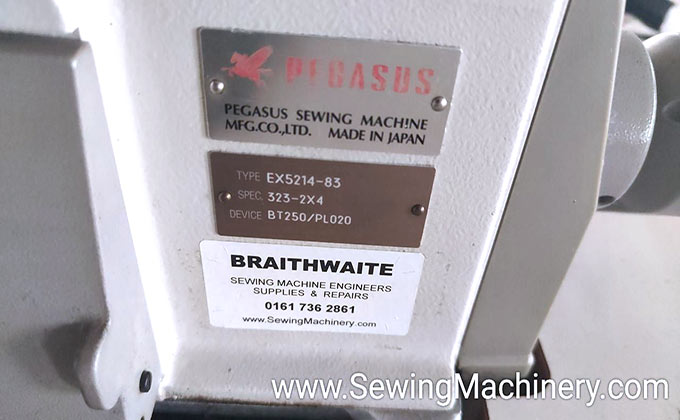 PEGASUS
PEGASUS SEWING MACHINE
MFG.CO.,LTD. MADE IN JAPAN
TYPE EX5214-83
SPEC. 323-2X4
DEVICE BT250/PL020
BRAITHWAITE
SEWING MACHINE ENGINEERS
SUPPLIES & REPAIRS
0161 736 2861
www.SewingMachinery.com
www.SewingMachinery.com